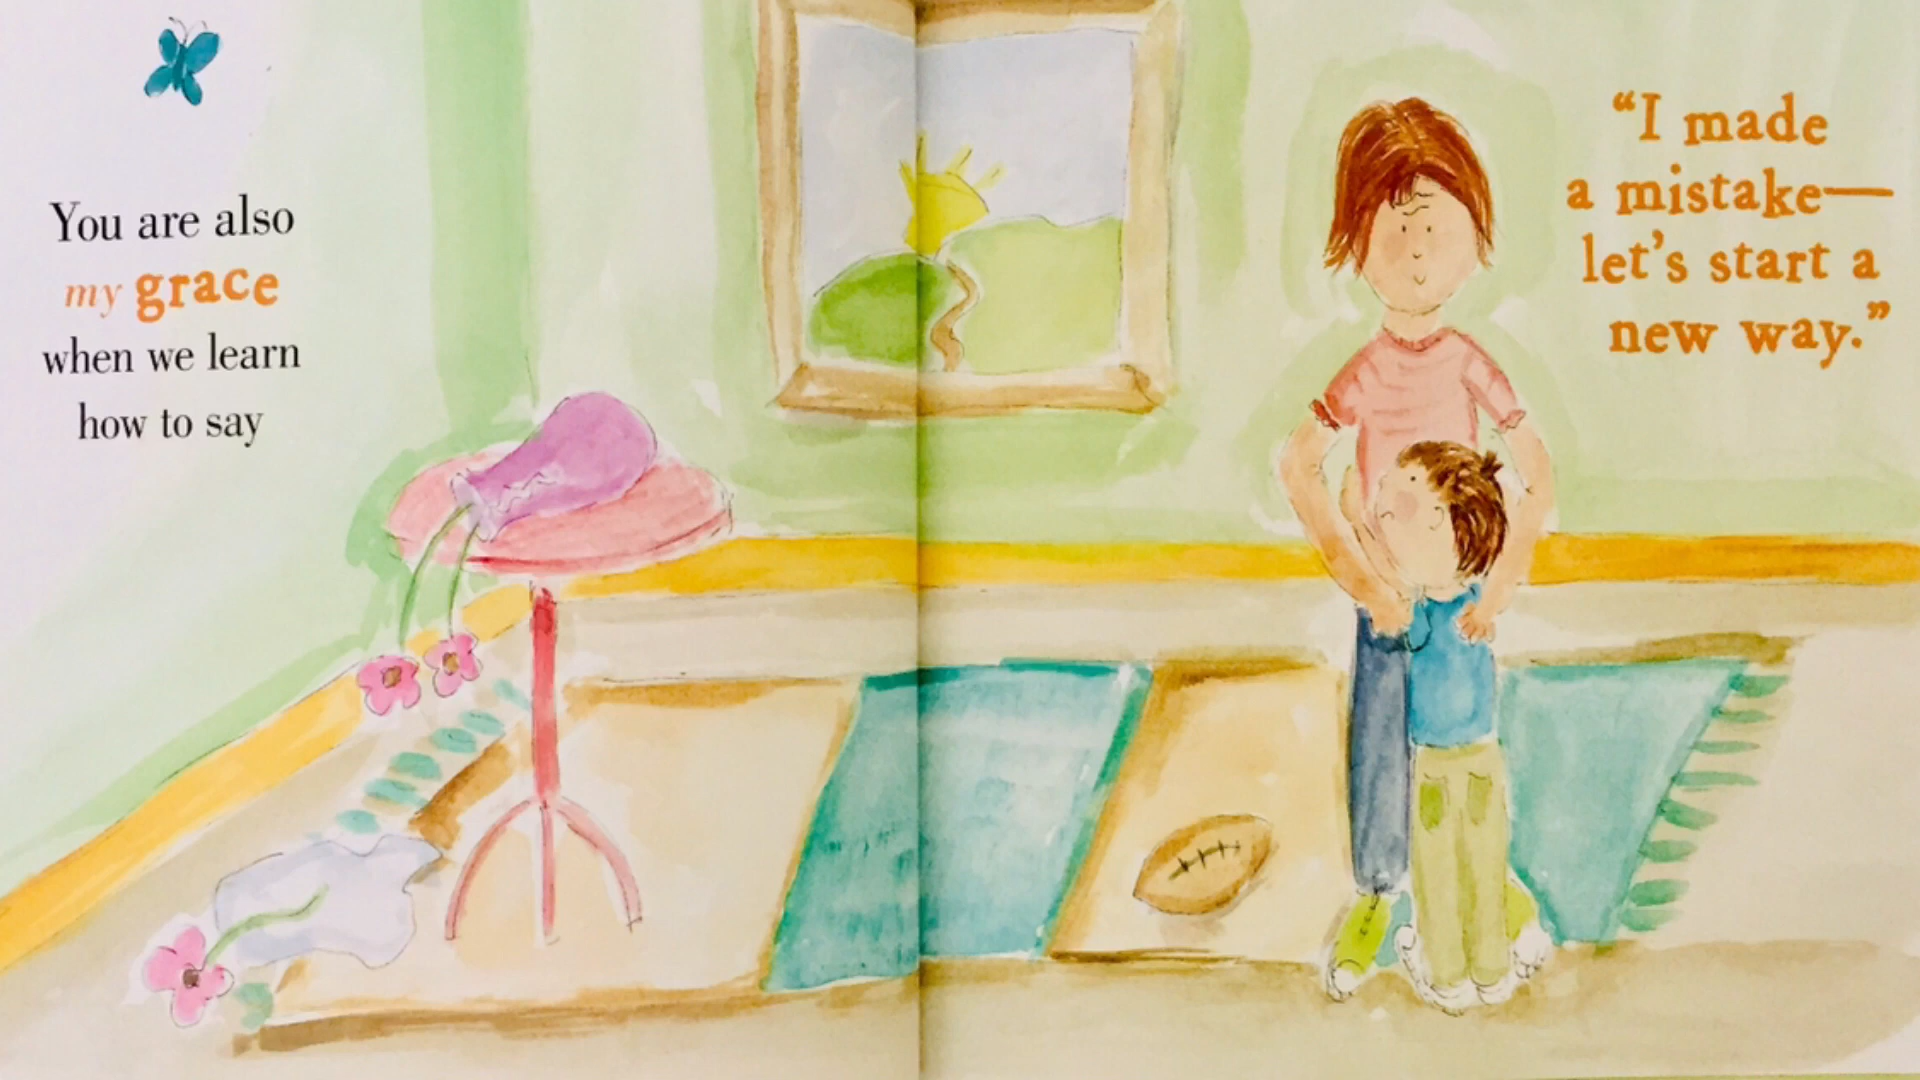 You are also
my grace
when we learn
how to say
“I made
a mistake—
let’s start a
new way.”